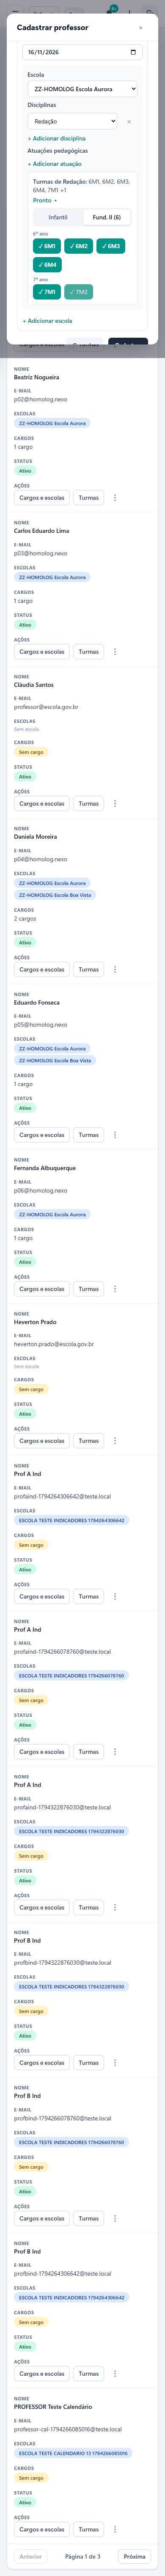 Cadastrar professor
×
16/11/2026
Escola
ZZ-HOMOLOG Escola Aurora
Disciplinas
Redação
+ Adicionar disciplina
Atuações pedagógicas
+ Adicionar atuação
Turmas de Redação: 6M1, 6M2, 6M3,
6M4, 7M1 +1
Pronto
Infantil
Fund. II (6)
6º ano
✓ 6M1
✓ 6M2
✓ 6M3
✓ 6M4
7º ano
✓ 7M1
✓ 7M2
+ Adicionar escola
NOME
Beatriz Nogueira
E-MAIL
p02@homolog.nexo
ESCOLAS
ZZ-HOMOLOG Escola Aurora
CARGOS
1 cargo
STATUS
Ativo
AÇÕES
Cargos e escolas
Turmas
NOME
Carlos Eduardo Lima
E-MAIL
p03@homolog.nexo
ESCOLAS
ZZ-HOMOLOG Escola Aurora
CARGOS
1 cargo
STATUS
Ativo
AÇÕES
Cargos e escolas
Turmas
NOME
Cláudia Santos
E-MAIL
professor@escola.gov.br
ESCOLAS
Sem escola
CARGOS
Sem cargo
STATUS
Ativo
AÇÕES
Cargos e escolas
Turmas
NOME
Daniela Moreira
E-MAIL
p04@homolog.nexo
ESCOLAS
ZZ-HOMOLOG Escola Aurora
ZZ-HOMOLOG Escola Boa Vista
CARGOS
2 cargos
STATUS
Ativo
AÇÕES
Cargos e escolas
Turmas
NOME
Eduardo Fonseca
E-MAIL
p05@homolog.nexo
ESCOLAS
ZZ-HOMOLOG Escola Aurora
ZZ-HOMOLOG Escola Boa Vista
CARGOS
1 cargo
STATUS
Ativo
AÇÕES
Cargos e escolas
Turmas
NOME
Fernanda Albuquerque
E-MAIL
p06@homolog.nexo
ESCOLAS
ZZ-HOMOLOG Escola Aurora
CARGOS
1 cargo
STATUS
Ativo
AÇÕES
Cargos e escolas
Turmas
NOME
Heverton Prado
E-MAIL
heverton.prado@escola.gov.br
ESCOLAS
Sem escola
CARGOS
Sem cargo
STATUS
Ativo
AÇÕES
Cargos e escolas
Turmas
NOME
Prof A Ind
E-MAIL
profaind-1794264306642@teste.local
ESCOLAS
ESCOLA TESTE INDICADORES 1794264306642
CARGOS
Sem cargo
STATUS
Ativo
AÇÕES
Cargos e escolas
Turmas
NOME
Prof A Ind
E-MAIL
profaind-1794266078760@teste.local
ESCOLAS
ESCOLA TESTE INDICADORES 1794266078760
CARGOS
Sem cargo
STATUS
Ativo
AÇÕES
Cargos e escolas
Turmas
NOME
Prof A Ind
E-MAIL
profaind-1794322876030@teste.local
ESCOLAS
ESCOLA TESTE INDICADORES 1794322876030
CARGOS
Sem cargo
STATUS
Ativo
AÇÕES
Cargos e escolas
Turmas
NOME
Prof B Ind
E-MAIL
profbind-1794322876030@teste.local
ESCOLAS
ESCOLA TESTE INDICADORES 1794322876030
CARGOS
Sem cargo
STATUS
Ativo
AÇÕES
Cargos e escolas
Turmas
NOME
Prof B Ind
E-MAIL
profbind-1794266078760@teste.local
ESCOLAS
ESCOLA TESTE INDICADORES 1794266078760
CARGOS
Sem cargo
STATUS
Ativo
AÇÕES
Cargos e escolas
Turmas
NOME
Prof B Ind
E-MAIL
profbind-1794264306642@teste.local
ESCOLAS
ESCOLA TESTE INDICADORES 1794264306642
CARGOS
Sem cargo
STATUS
Ativo
AÇÕES
Cargos e escolas
Turmas
NOME
PROFESSOR Teste Calendário
E-MAIL
professor-cal-1794266085016@teste.local
ESCOLAS
ESCOLA TESTE CALENDARIO 13 1794266085016
CARGOS
Sem cargo
STATUS
Ativo
AÇÕES
Cargos e escolas
Turmas
Anterior
Página 1 de 3
Próxima